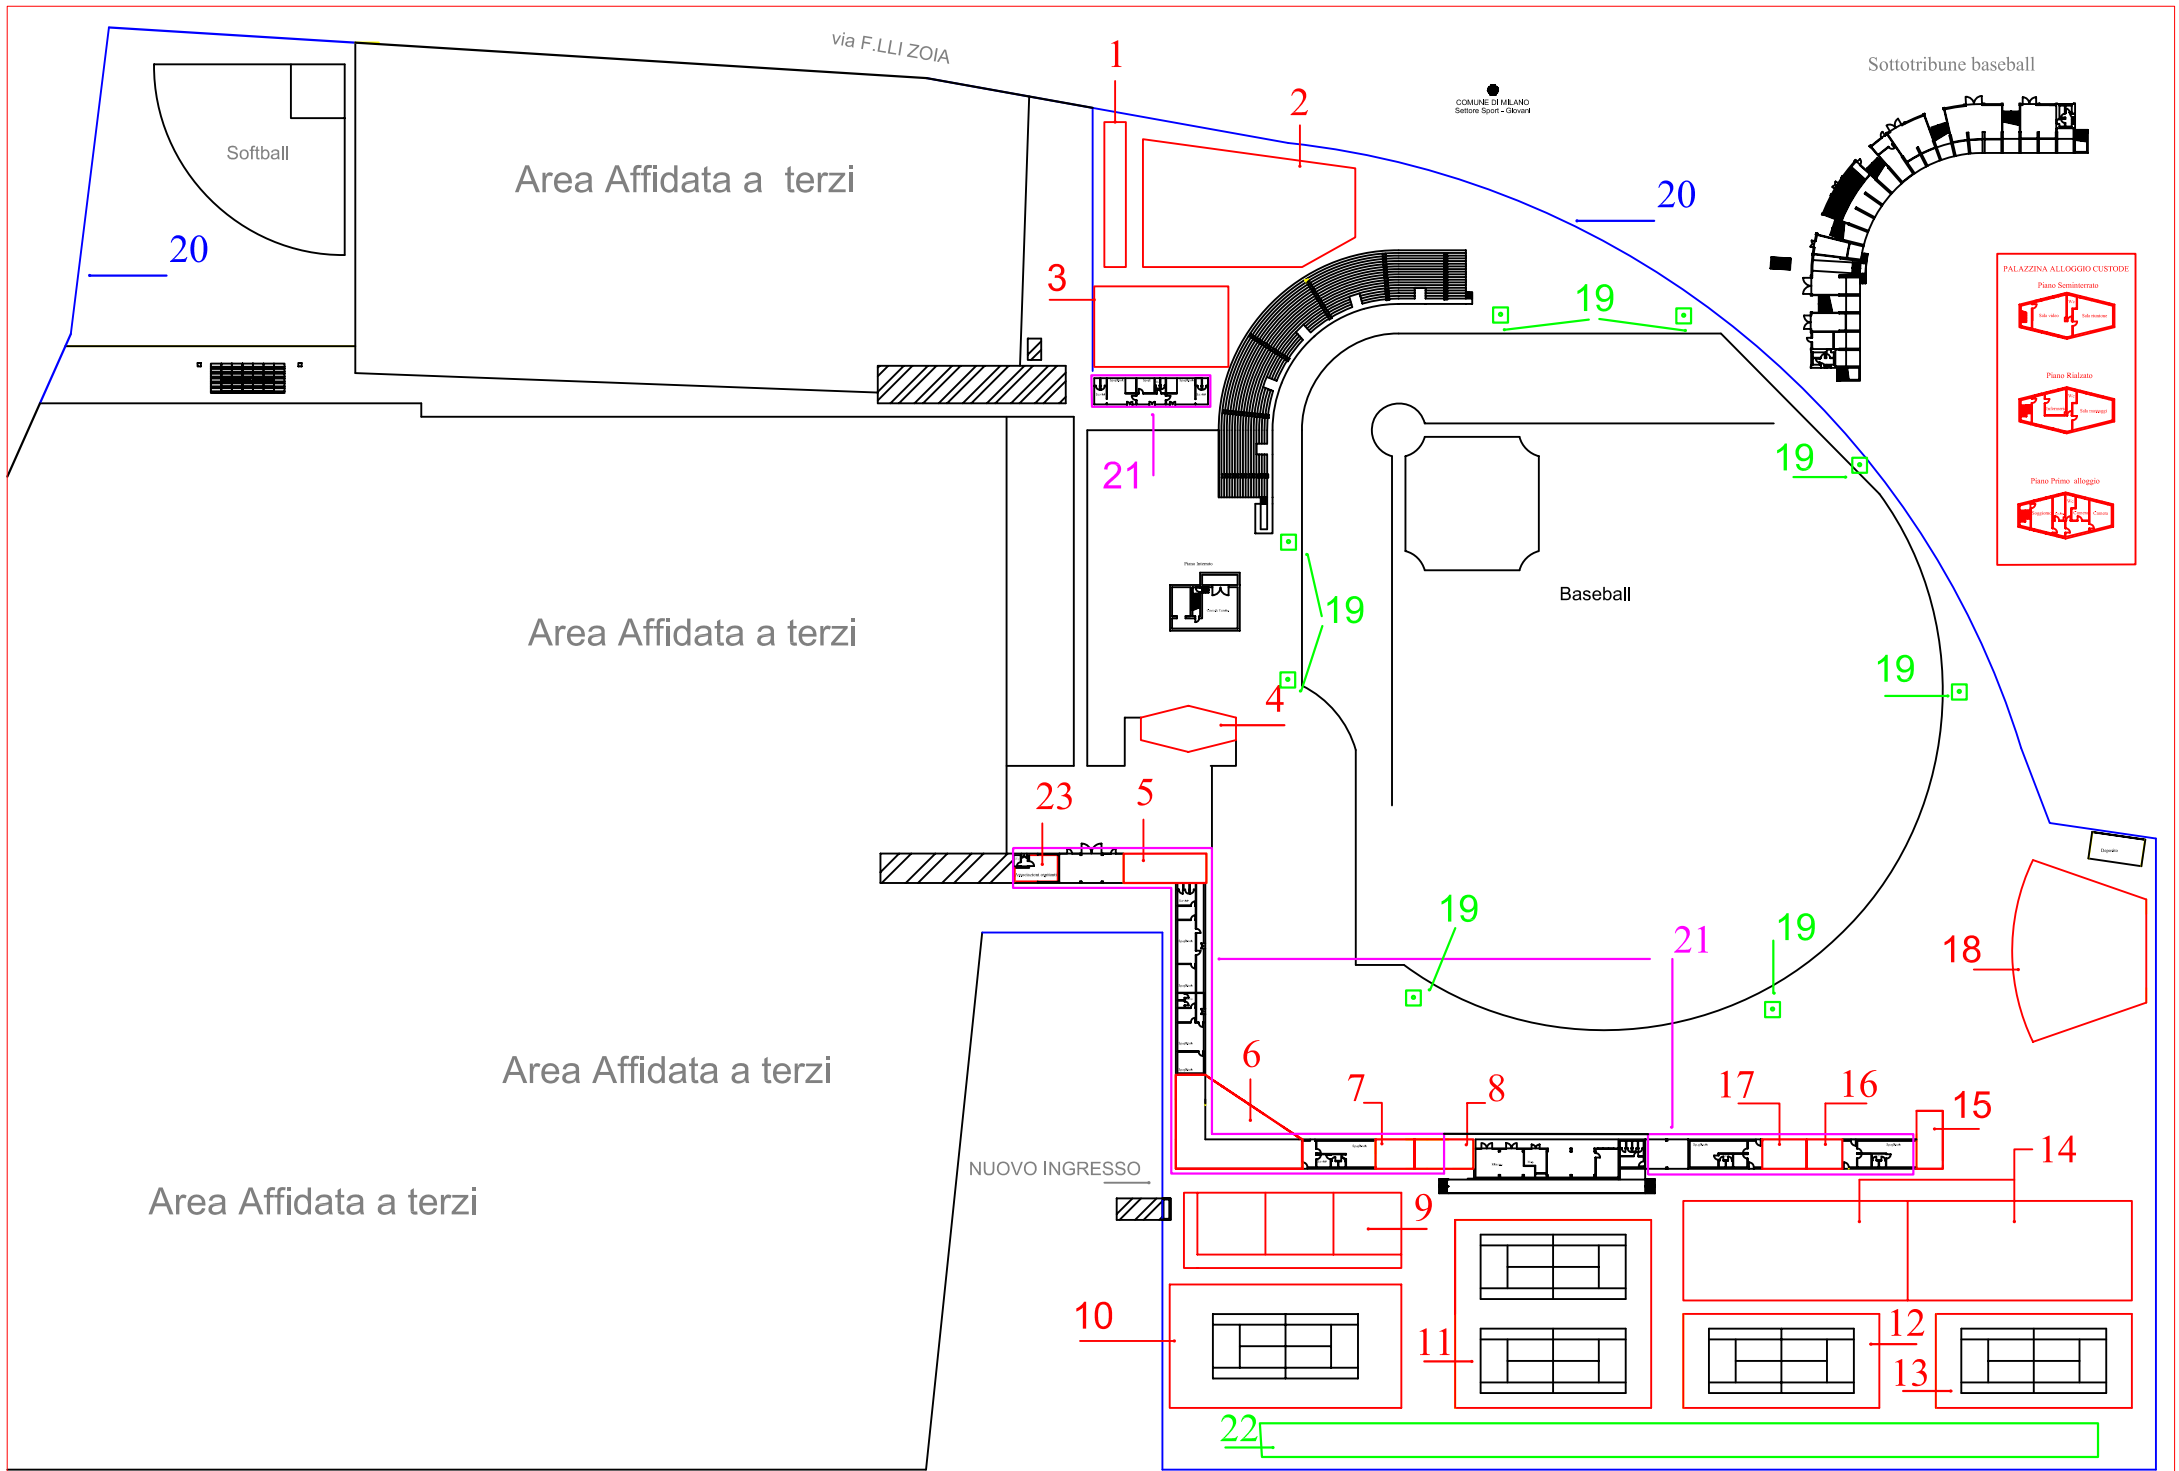 via F.LLI ZOIA
1
2
COMUNE DI MILANO
Settore Sport - Giovani
Sottotribune baseball
Softball
Area Affidata a  terzi
20
20
3
19
PALAZZINA ALLOGGIO CUSTODE
Piano Seminterrato
Piano Rialzato
Piano Primo  alloggio
21
19
Piano Interrato
Baseball
19
Area Affidata a terzi
19
4
23
5
Deposito
19
19
21
18
6
7
8
17
16
15
Area Affidata a terzi
14
NUOVO INGRESSO
Area Affidata a terzi
9
10
11
12
13
22